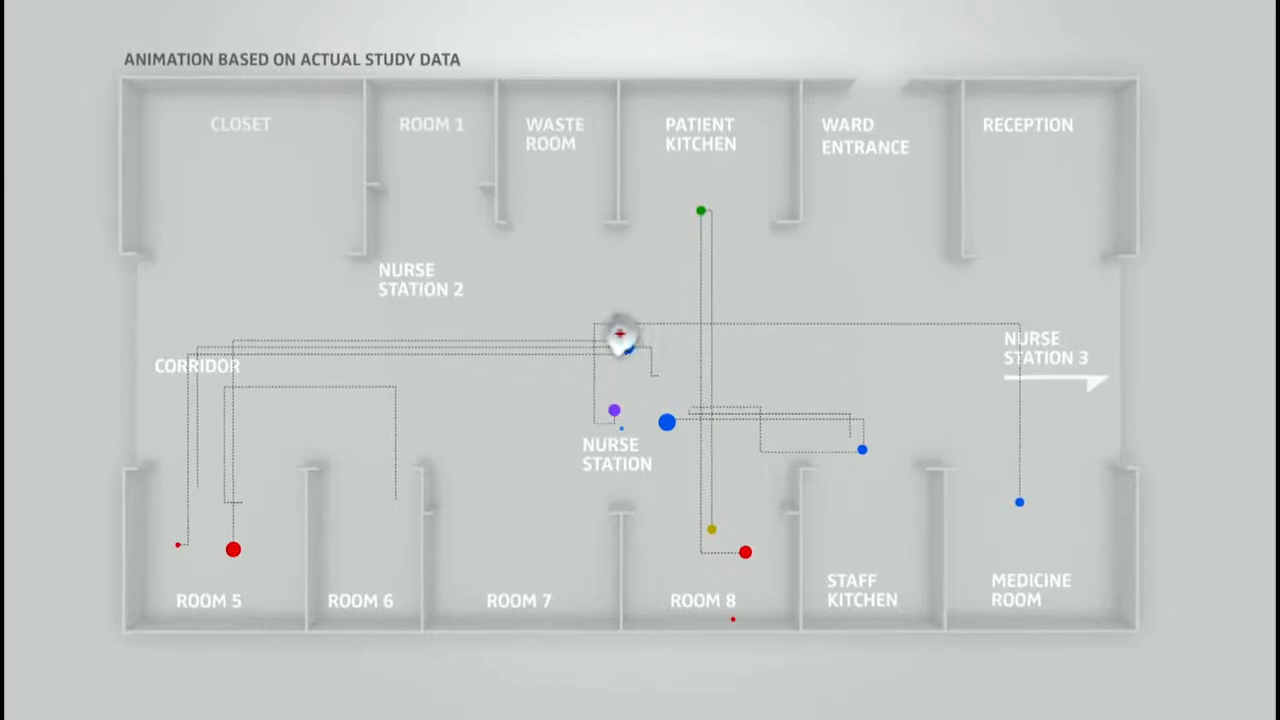 ANIMATION BASED ON ACTUAL STUDY DATA
CLOSET
ROOM 1
WASTE
ROOM
PATIENT
KITCHEN
WARD
ENTRANCE
RECEPTION
NURSE
STATION 2
CORRIDOR
NURSE
STATION 3
NURSE
STATION
ROOM 5
ROOM 6
ROOM 7
ROOM 8
STAFF
KITCHEN
MEDICINE
ROOM